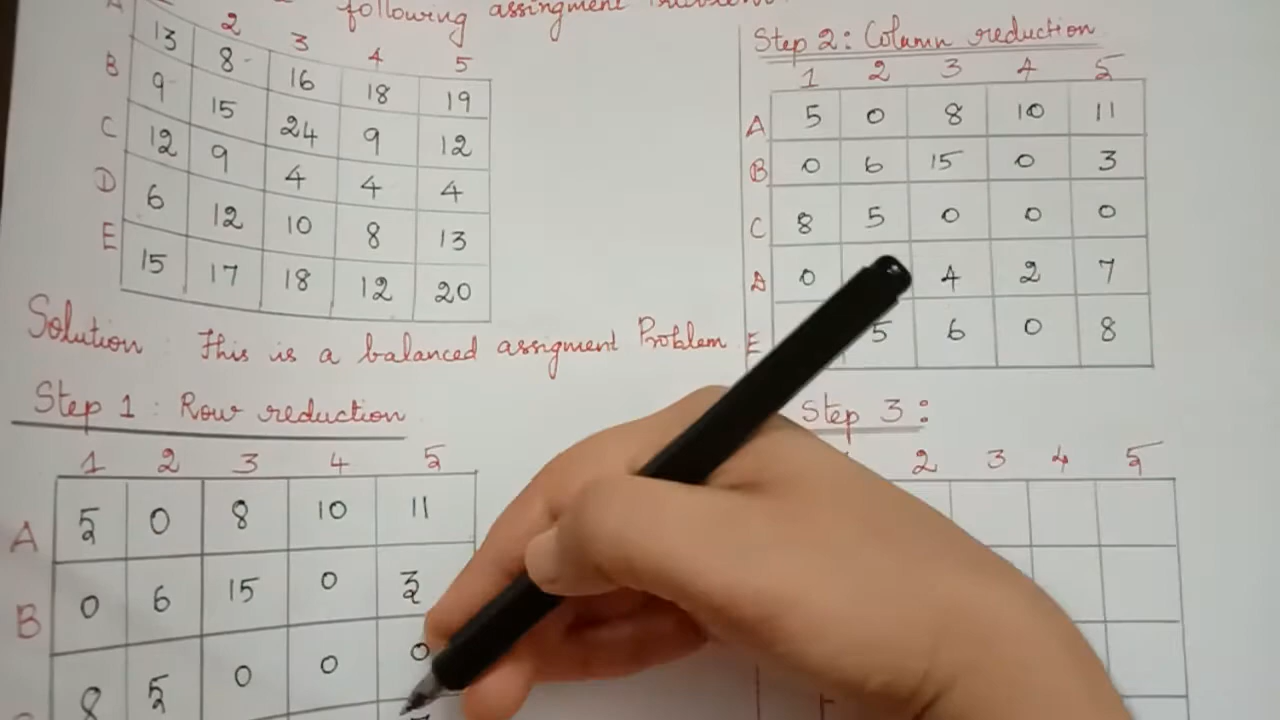 following assingment
A 2 3 4 5
13 8 16 18 19
B 9 15 24 9 12
C 12 9 4 4 4
D 6 12 10 8 13
E 15 17 18 12 20
Solution: This is a balanced assngment Problem
Step 1: Row reduction
1 2 3 4 5
A 5 0 8 10 11
B 0 6 15 0 3
8 5 0 0 0
Step 2: Column reduction
1 2 3 4 5
A 5 0 8 10 11
B 0 6 15 0 3
C 8 5 0 0 0
D 0 4 2 7
E 5 6 0 8
Step 3:
2 3 4 5